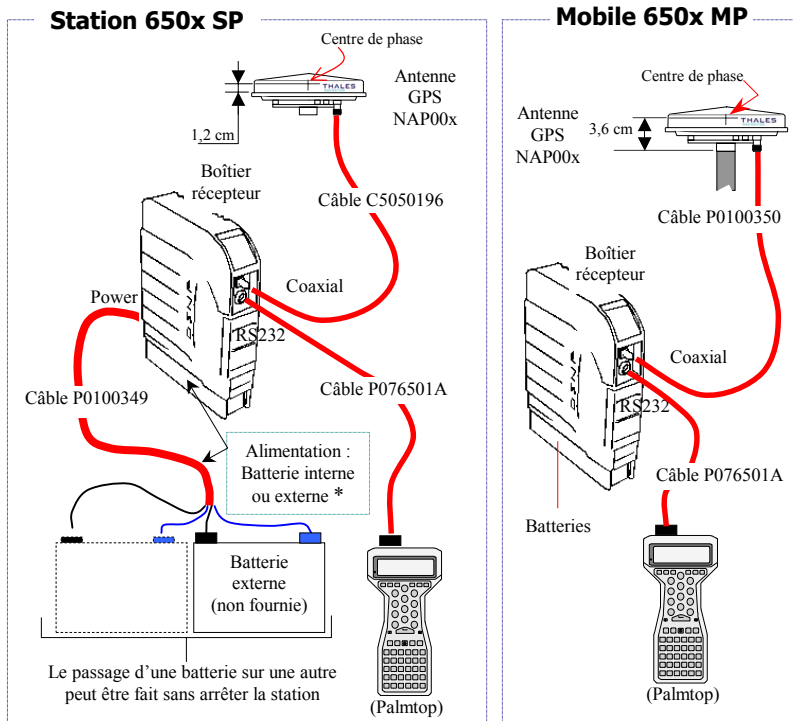 Station 650x SP
Centre de phase
THALES
Antenne
GPS
NAP00x
1,2 cm
Boîtier
récepteur
Câble C5050196
Power
Coaxial
RS232
Câble P0100349
Câble P076501A
Alimentation :
Batterie interne
ou externe *
Batterie
externe
(non fournie)
Le passage d’une batterie sur une autre
peut être fait sans arrêter la station
(Palmtop)
Mobile 650x MP
Centre de phase
THALES
Antenne
GPS
NAP00x
3,6 cm
Câble P0100350
Boîtier
récepteur
Coaxial
RS232
Câble P076501A
Batteries
(Palmtop)